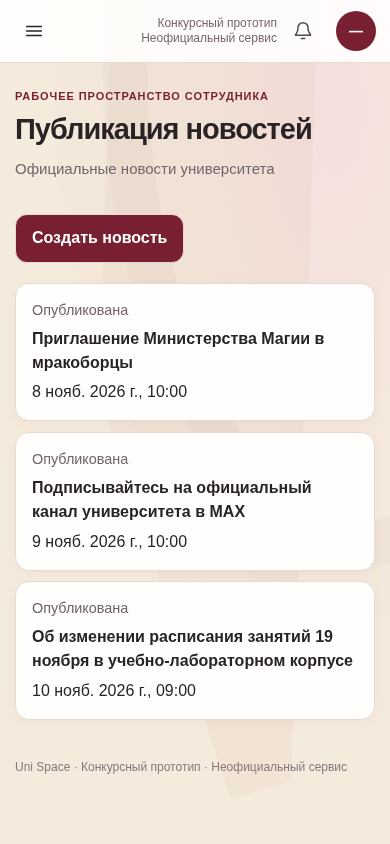 Конкурсный прототип
Неофициальный сервис
РАБОЧЕЕ ПРОСТРАНСТВО СОТРУДНИКА
Публикация новостей
Официальные новости университета
Создать новость
Опубликована
Приглашение Министерства Магии в
мракоборцы
8 нояб. 2026 г., 10:00
Опубликована
Подписывайтесь на официальный
канал университета в MAX
9 нояб. 2026 г., 10:00
Опубликована
Об изменении расписания занятий 19
ноября в учебно-лабораторном корпусе
10 нояб. 2026 г., 09:00
Uni Space · Конкурсный прототип · Неофициальный сервис